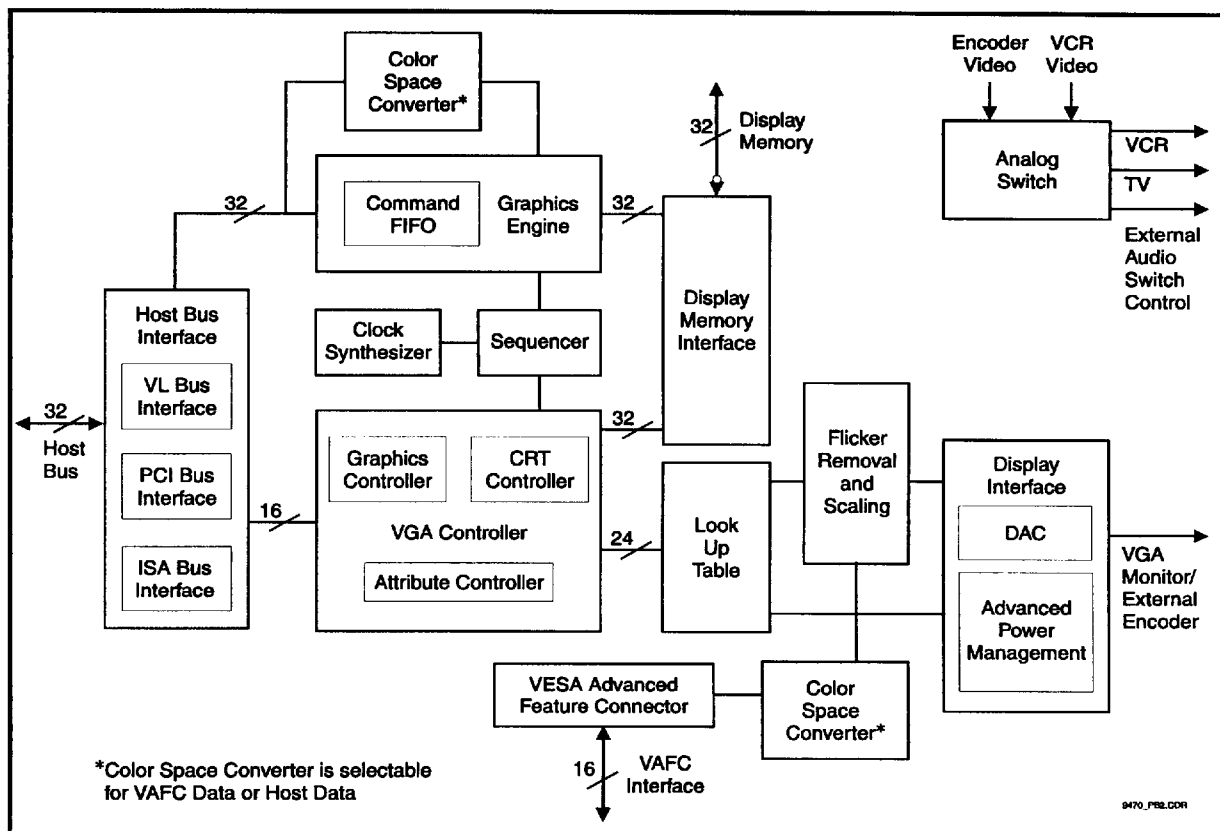 Color
Space
Converter*
32
Display
Memory
Encoder
Video
VCR
Video
Analog
Switch
VCR
TV
External
Audio
Switch
Control
32
Command
FIFO
Graphics
Engine
32
Host Bus
Interface
VL Bus
Interface
PCI Bus
Interface
ISA Bus
Interface
32
Host
Bus
Clock
Synthesizer
Sequencer
Display
Memory
Interface
32
Graphics
Controller
CRT
Controller
16
VGA Controller
Attribute Controller
24
Look
Up
Table
Flicker
Removal
and
Scaling
Display
Interface
DAC
Advanced
Power
Management
VGA
Monitor/
External
Encoder
VESA Advanced
Feature Connector
Color
Space
Converter*
16
VAFC
Interface
*Color Space Converter is selectable
for VAFC Data or Host Data
9470_PB2.CDR